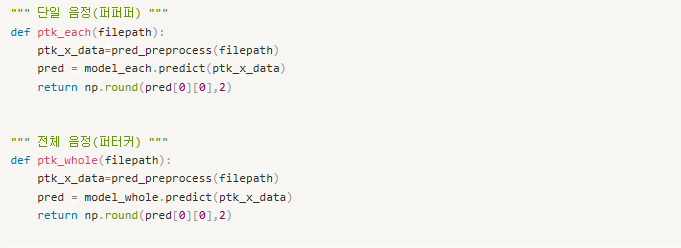 """ 단일 음정(퍼퍼퍼) """
def ptk_each(filepath):
    ptk_x_data=pred_preprocess(filepath)
    pred = model_each.predict(ptk_x_data)
    return np.round(pred[0][0],2)
""" 전체 음정(퍼터커) """
def ptk_whole(filepath):
    ptk_x_data=pred_preprocess(filepath)
    pred = model_whole.predict(ptk_x_data)
    return np.round(pred[0][0],2)